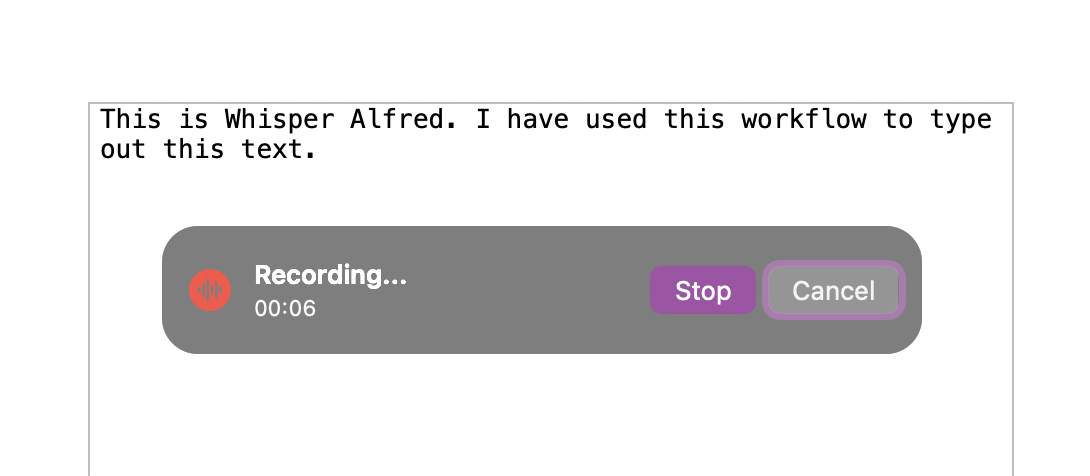 This is Whisper Alfred. I have used this workflow to type
out this text.
Recording...
00:06
Stop
Cancel